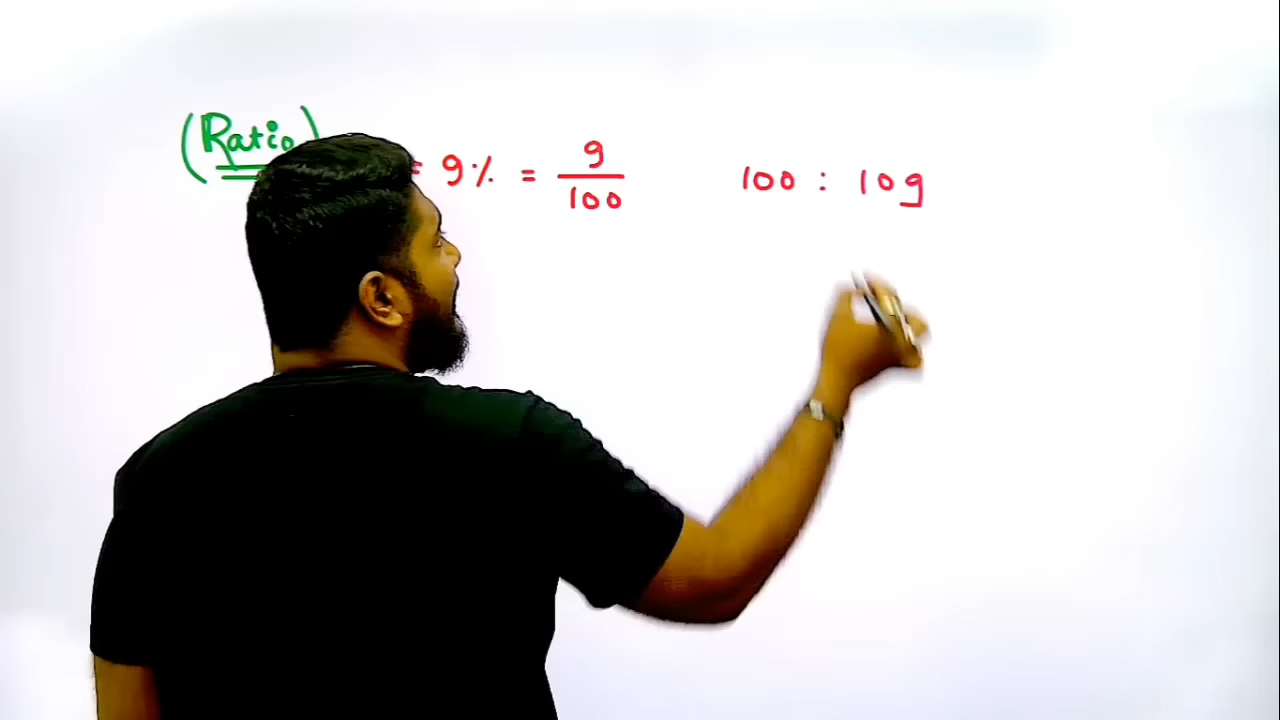 (Ratio) = 9% = 9/100 100 : 109